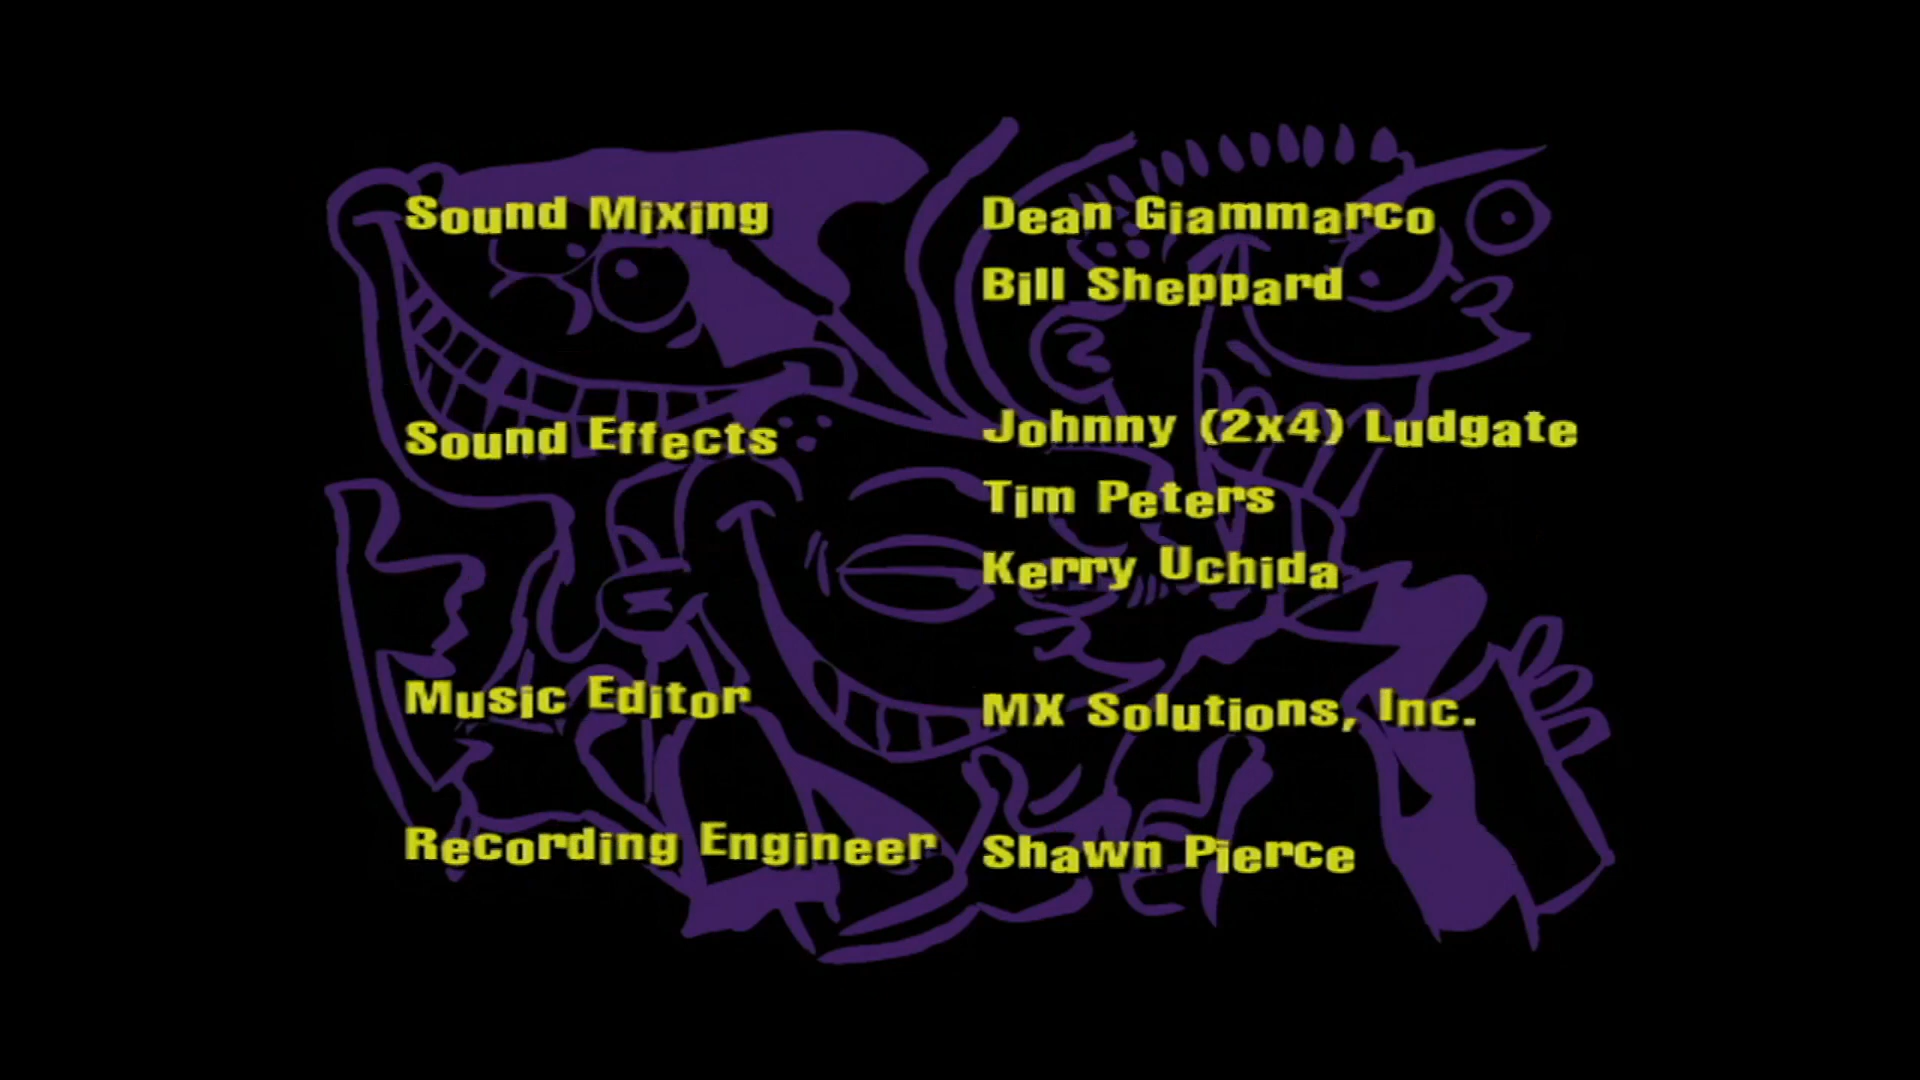 Sound Mixing Dean Giammarco
Bill Sheppard
Sound Effects Johnny (2x4) Ludgate
Tim Peters
Kerry Uchida
Music Editor MX Solutions, Inc.
Recording Engineer Shawn Pierce